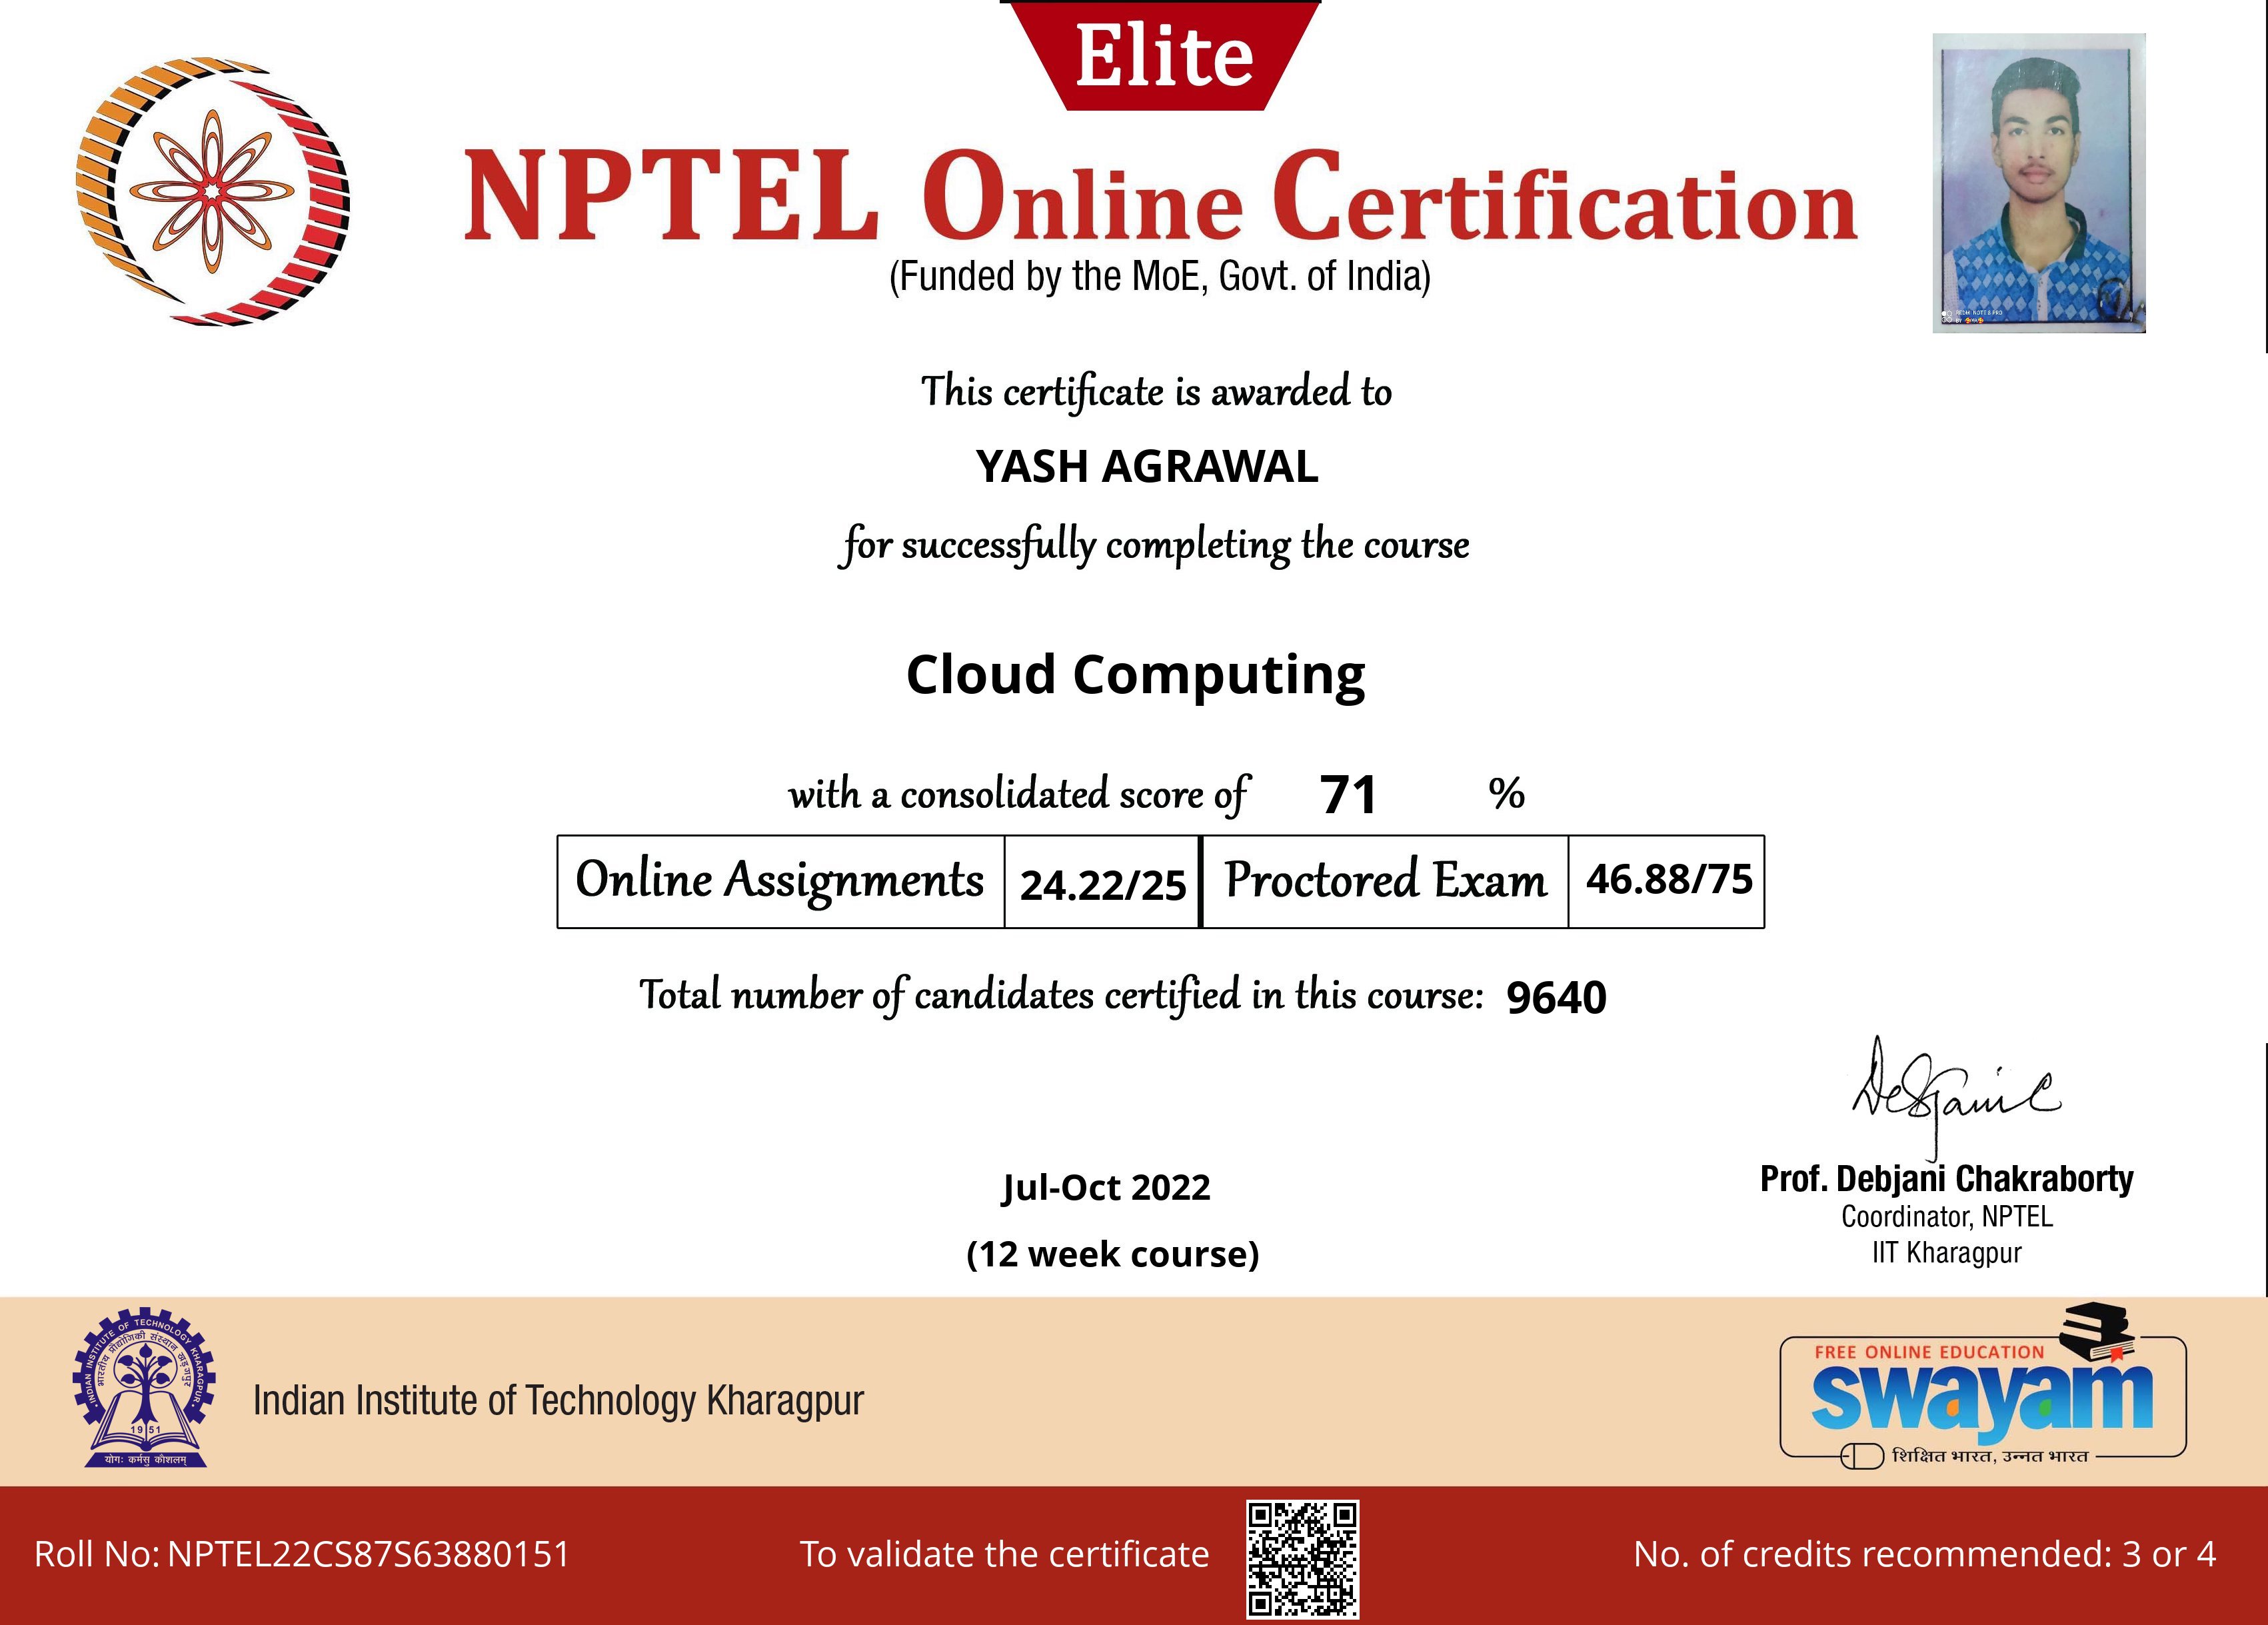 Elite
NPTEL Online Certification
(Funded by the MoE, Govt. of India)
REDMI NOTE 8 PRO
This certificate is awarded to
YASH AGRAWAL
for successfully completing the course
Cloud Computing
with a consolidated score of 71 %
Online Assignments 24.22/25 Proctored Exam 46.88/75
Total number of candidates certified in this course: 9640
Jul-Oct 2022
(12 week course)
Debjani C
Prof. Debjani Chakraborty
Coordinator, NPTEL
IIT Kharagpur
INDIAN INSTITUTE OF TECHNOLOGY KHARAGPUR
भारतीय प्रौद्योगिकी संस्थान खड़गपुर
1951
योगः कर्मसु कौशलम्
Indian Institute of Technology Kharagpur
FREE ONLINE EDUCATION
swayam
शिक्षित भारत, उन्नत भारत
Roll No: NPTEL22CS87S63880151
To validate the certificate
No. of credits recommended: 3 or 4